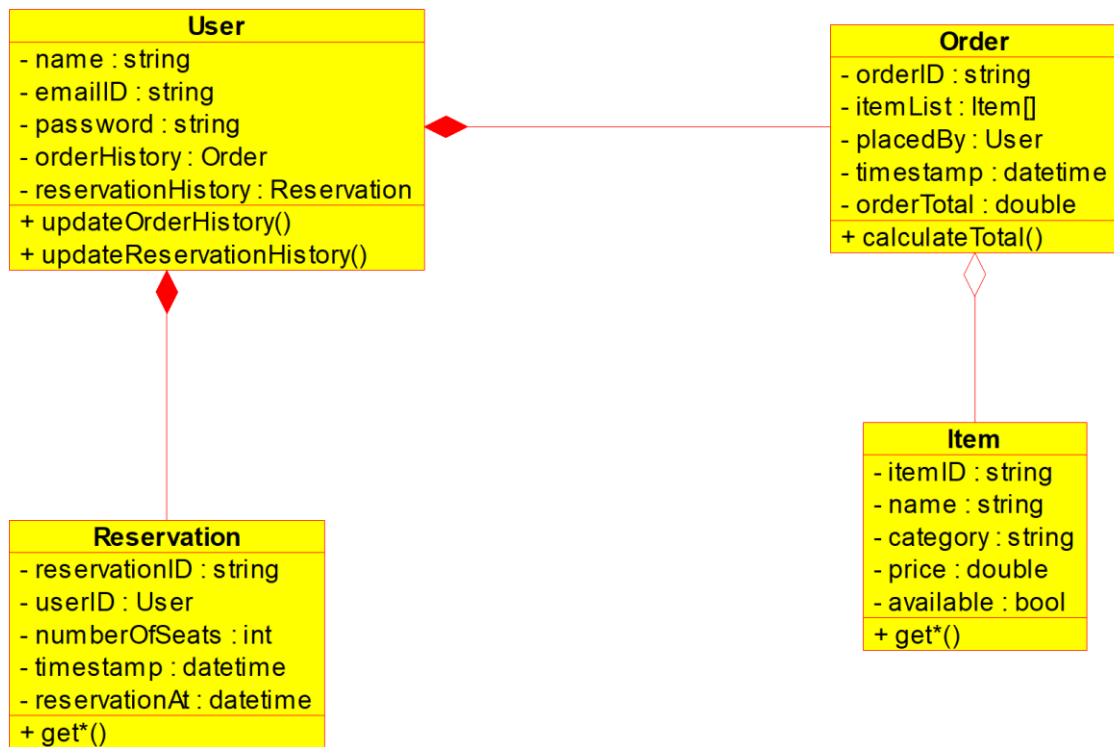 User
- name : string
- emailID : string
- password : string
- orderHistory : Order
- reservationHistory : Reservation
+ updateOrderHistory()
+ updateReservationHistory()
Order
- orderID : string
- itemList : Item[]
- placedBy : User
- timestamp : datetime
- orderTotal : double
+ calculateTotal()
Item
- itemID : string
- name : string
- category : string
- price : double
- available : bool
+ get*()
Reservation
- reservationID : string
- userID : User
- numberOfSeats : int
- timestamp : datetime
- reservationAt : datetime
+ get*()